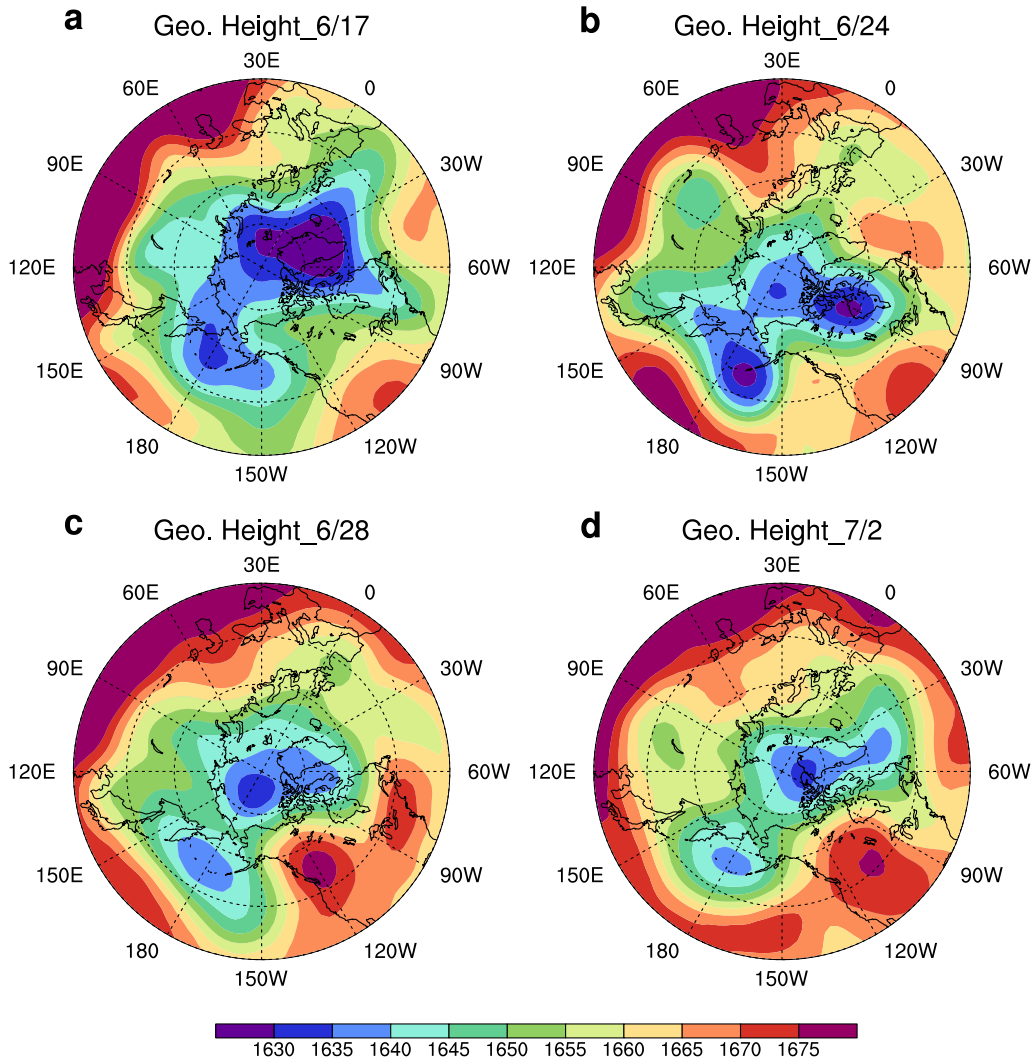 a
Geo. Height_6/17
30E
60E
0
90E
30W
120E
60W
150E
90W
180
120W
150W
b
Geo. Height_6/24
30E
60E
0
90E
30W
120E
60W
150E
90W
180
120W
150W
c
Geo. Height_6/28
30E
60E
0
90E
30W
120E
60W
150E
90W
180
120W
150W
d
Geo. Height_7/2
30E
60E
0
90E
30W
120E
60W
150E
90W
180
120W
150W
1630 1635 1640 1645 1650 1655 1660 1665 1670 1675